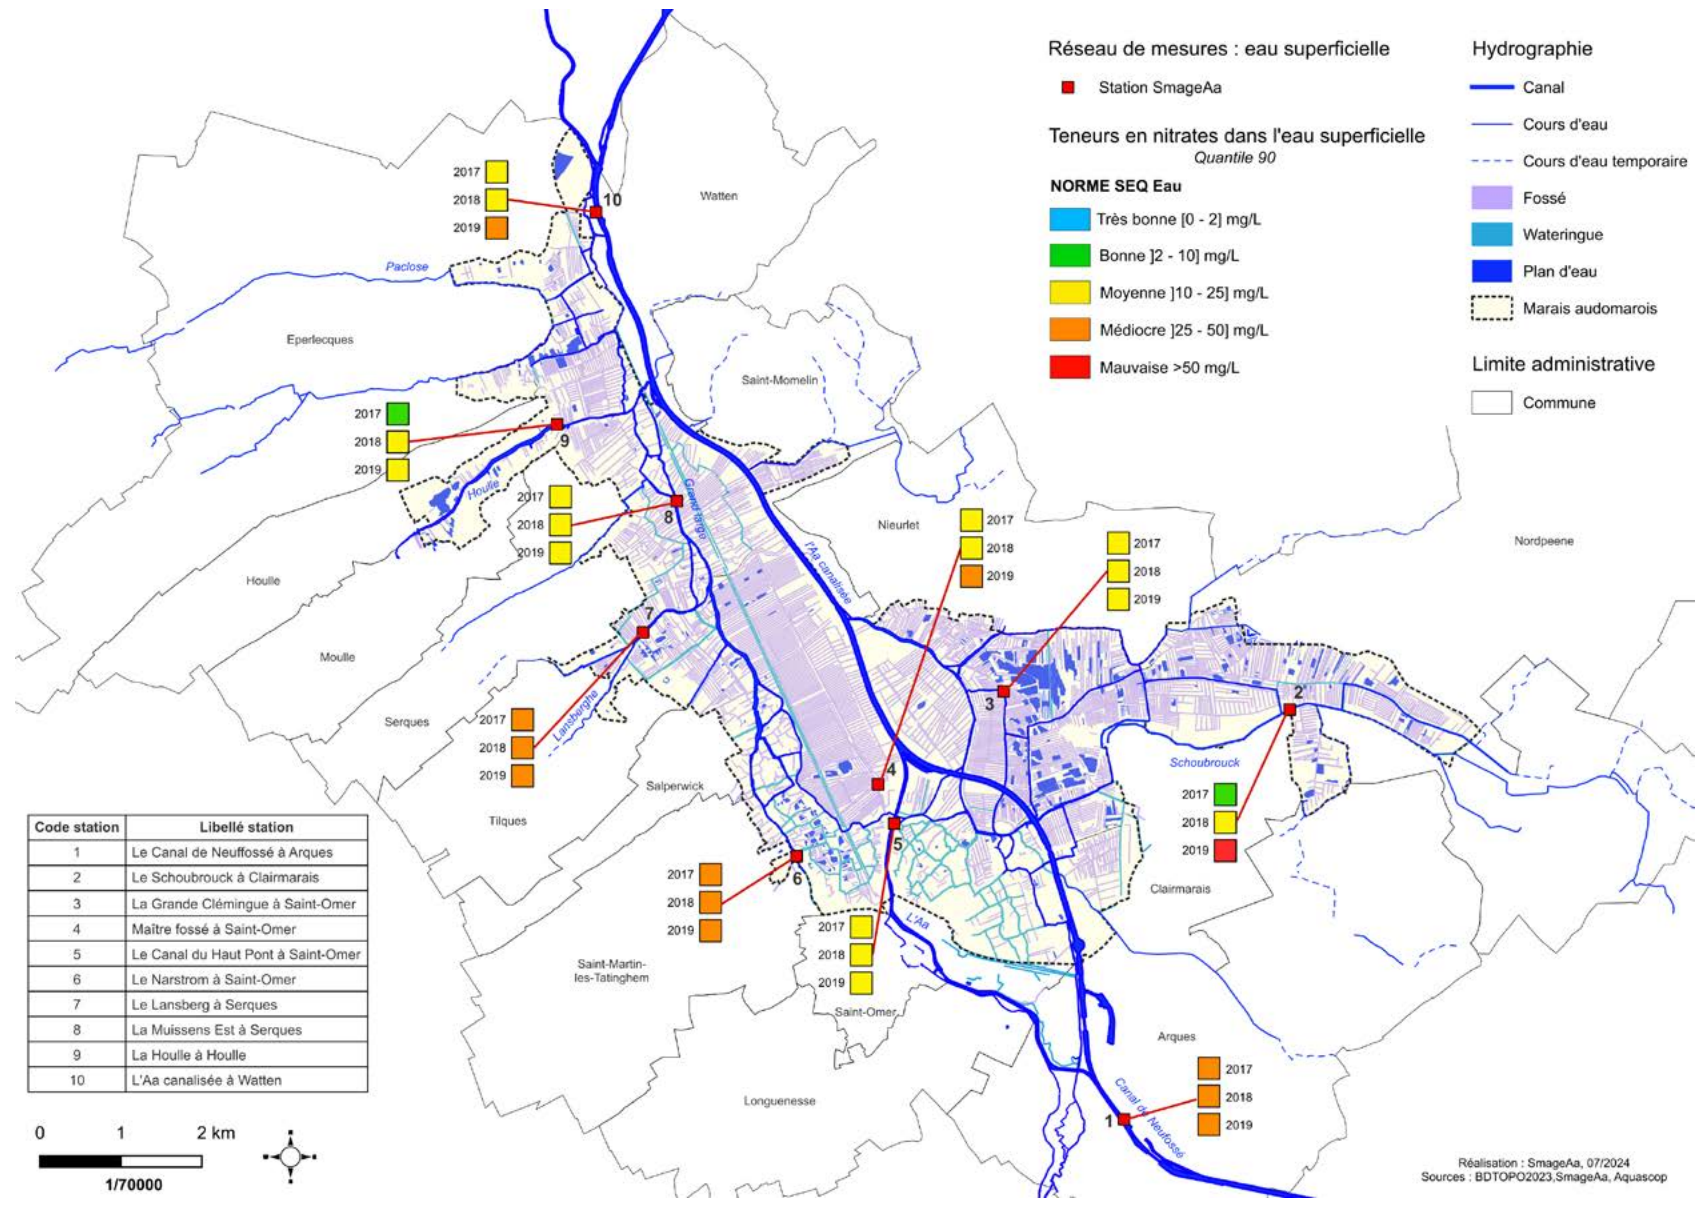 Réseau de mesures : eau superficielle
Station SmageAa
Teneurs en nitrates dans l'eau superficielle
Quantile 90
NORME SEQ Eau
Très bonne [0 - 2] mg/L
Bonne ]2 - 10] mg/L
Moyenne ]10 - 25] mg/L
Médiocre ]25 - 50] mg/L
Mauvaise >50 mg/L
Hydrographie
Canal
Cours d'eau
Cours d'eau temporaire
Fossé
Wateringue
Plan d'eau
Marais audomarois
Limite administrative
Commune
2017
2018
2019
10
Watten
Paclose
Eperlecques
Saint-Momelin
2017
2018
2019
9
Houlle
2017
2018
2019
8
Grand large
l'Aa canalisée
Nieurlet
2017
2018
2019
2017
2018
2019
Nordpeene
Houlle
Moulle
7
Serques
Lansberghe
2017
2018
2019
3
2
Schoubrouck
Salperwick
4
Tilques
2017
2018
2019
5
6
Clairmarais
2017
2018
2019
L'Aa
2017
2018
2019
Saint-Martin-
les-Tatinghem
Saint-Omer
Arques
2017
2018
2019
Longuenesse
1
Canal de Neufossé
Code station Libellé station
1 Le Canal de Neuffossé à Arques
2 Le Schoubrouck à Clairmarais
3 La Grande Clémingue à Saint-Omer
4 Maître fossé à Saint-Omer
5 Le Canal du Haut Pont à Saint-Omer
6 Le Narstrom à Saint-Omer
7 Le Lansberg à Serques
8 La Muissens Est à Serques
9 La Houlle à Houlle
10 L'Aa canalisée à Watten
0 1 2 km
1/70000
Réalisation : SmageAa, 07/2024
Sources : BDTOPO2023,SmageAa, Aquascop